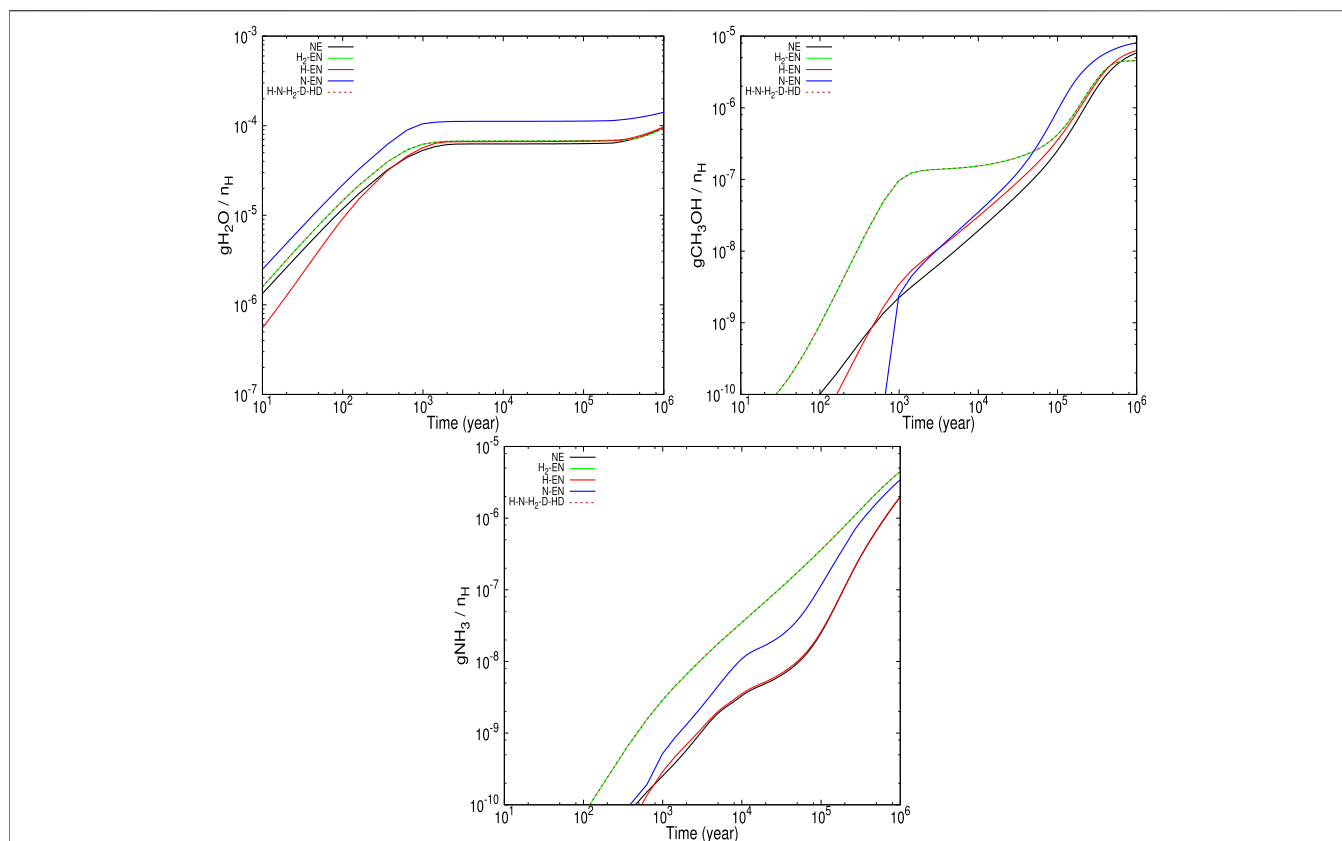 10^-3
10^-4
10^-5
10^-6
10^-7
gH₂O / n_H
NE
H₂-EN
H-EN
N-EN
H-N-H₂-D-HD
10^1 10^2 10^3 10^4 10^5 10^6
Time (year)
10^-5
10^-6
10^-7
10^-8
10^-9
10^-10
gCH₃OH / n_H
NE
H₂-EN
H-EN
N-EN
H-N-H₂-D-HD
10^1 10^2 10^3 10^4 10^5 10^6
Time (year)
10^-5
10^-6
10^-7
10^-8
10^-9
10^-10
gNH₃ / n_H
NE
H₂-EN
H-EN
N-EN
H-N-H₂-D-HD
10^1 10^2 10^3 10^4 10^5 10^6
Time (year)